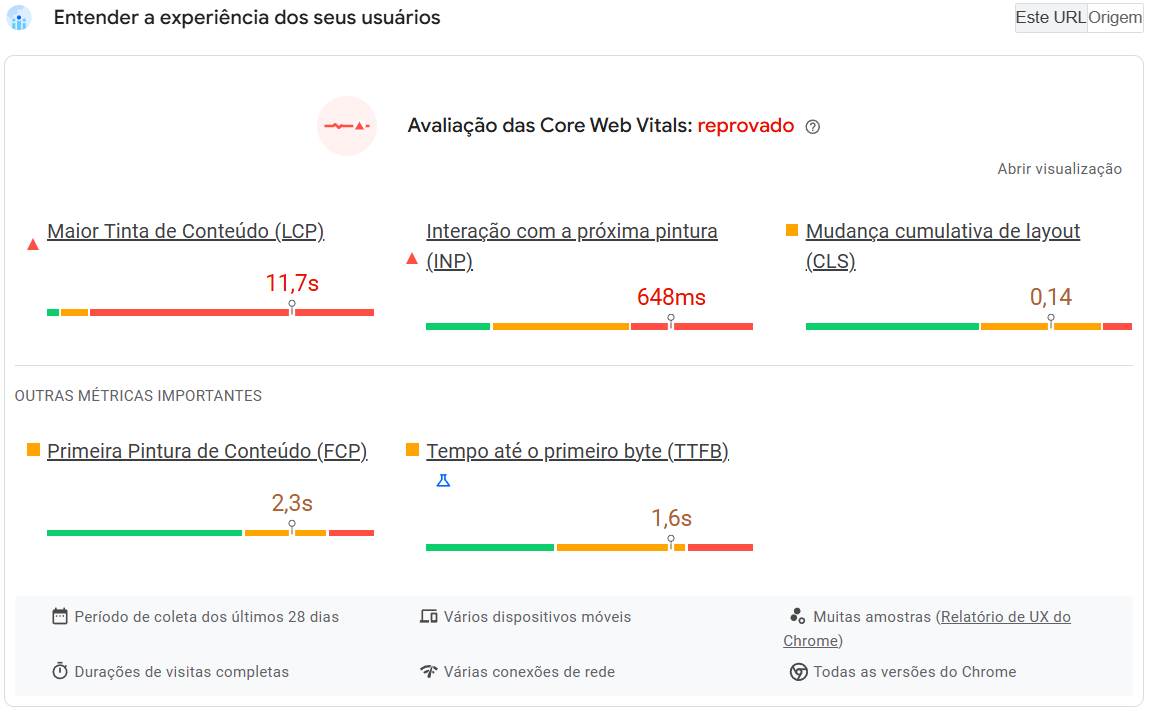 Entender a experiência dos seus usuários
Este URL
Origem
Avaliação das Core Web Vitals: reprovado
Abrir visualização
Maior Tinta de Conteúdo (LCP)
11,7s
Interação com a próxima pintura
(INP)
648ms
Mudança cumulativa de layout
(CLS)
0,14
OUTRAS MÉTRICAS IMPORTANTES
Primeira Pintura de Conteúdo (FCP)
2,3s
Tempo até o primeiro byte (TTFB)
1,6s
Período de coleta dos últimos 28 dias
Vários dispositivos móveis
Muitas amostras (Relatório de UX do
Chrome)
Durações de visitas completas
Várias conexões de rede
Todas as versões do Chrome